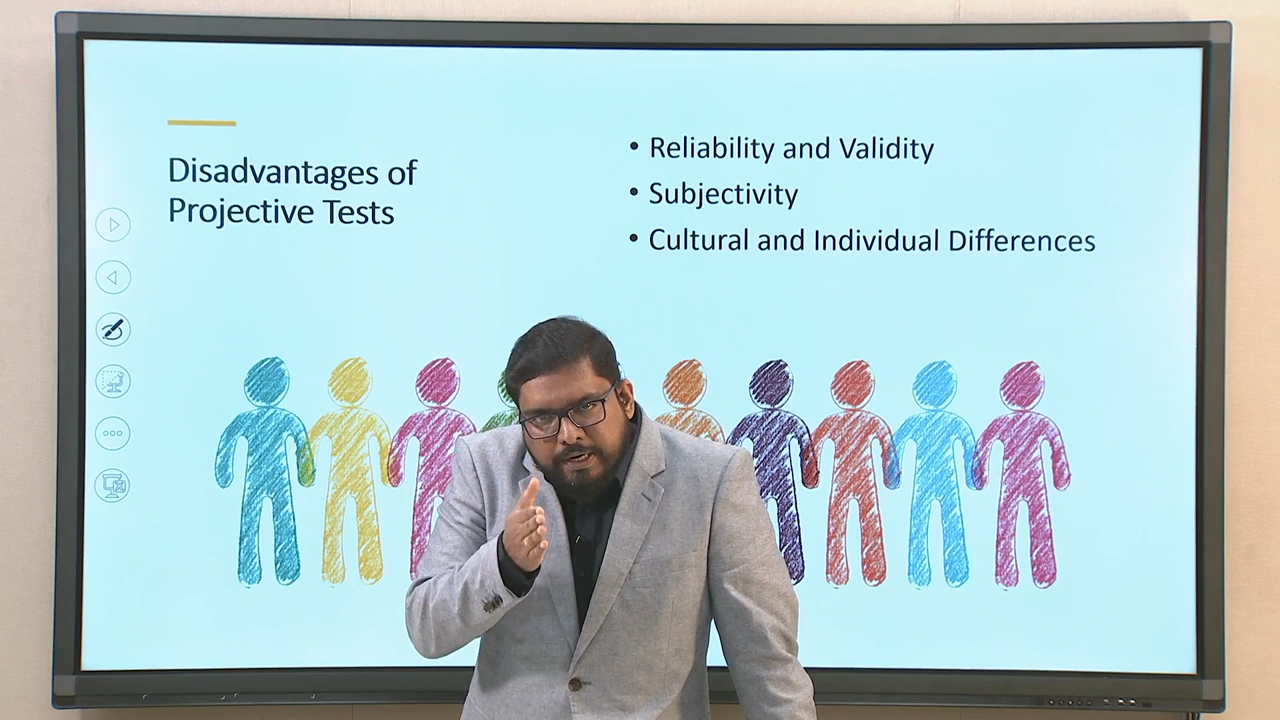 Disadvantages of
Projective Tests
• Reliability and Validity
• Subjectivity
• Cultural and Individual Differences